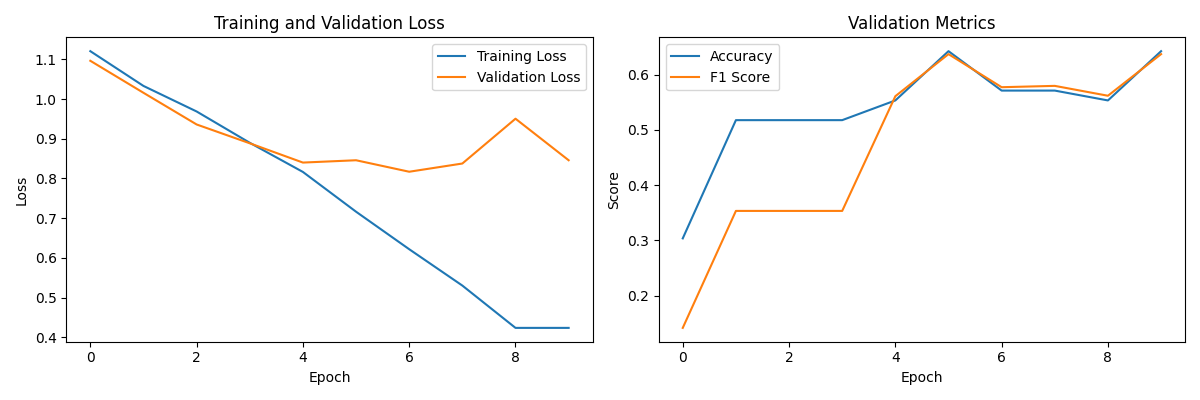 Training and Validation Loss
Training Loss
Validation Loss
1.1
1.0
0.9
0.8
0.7
0.6
0.5
0.4
Loss
0 2 4 6 8
Epoch
Validation Metrics
Accuracy
F1 Score
0.6
0.5
0.4
0.3
0.2
Score
0 2 4 6 8
Epoch